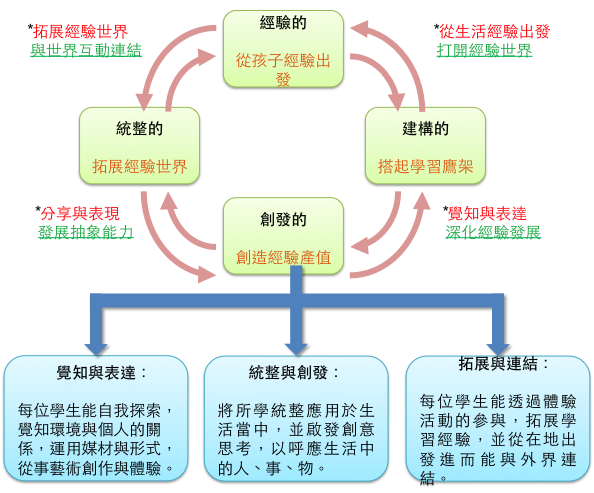 經驗的
從孩子經驗出
發
*拓展經驗世界
與世界互動連結
*從生活經驗出發
打開經驗世界
統整的
拓展經驗世界
建構的
搭起學習鷹架
*分享與表現
發展抽象能力
創發的
創造經驗產值
*覺知與表達
深化經驗發展
覺知與表達：
每位學生能自我探索，
覺知環境與個人的關
係，運用媒材與形式，
從事藝術創作與體驗。
統整與創發：
將所學統整應用於生
活當中，並啟發創意
思考，以呼應生活中
的人、事、物。
拓展與連結：
每位學生能透過體驗
活動的參與，拓展學
習經驗，並從在地出
發進而能與外界連
結。